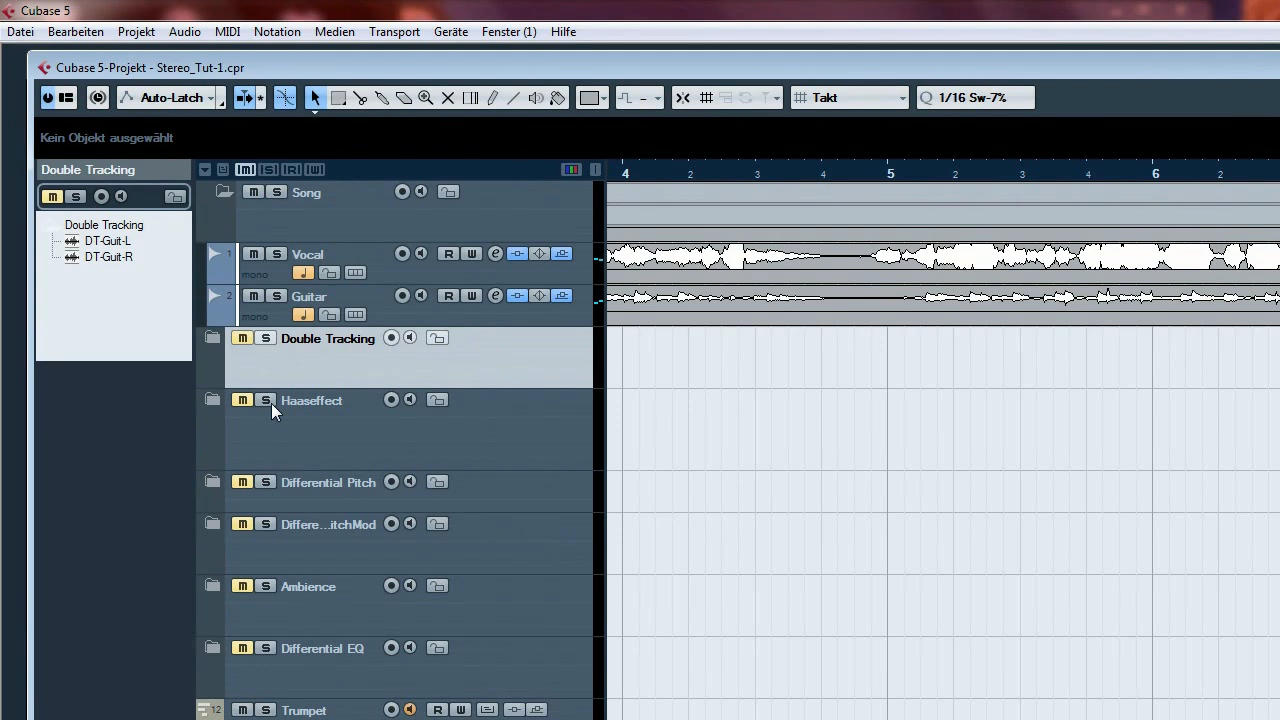 Cubase 5
Datei Bearbeiten Projekt Audio MIDI Notation Medien Transport Geräte Fenster (1) Hilfe
Cubase 5-Projekt - Stereo_Tut-1.cpr
Auto-Latch
Takt
Q 1/16 Sw-7%
Kein Objekt ausgewählt
Double Tracking
m S
Double Tracking
DT-Guit-L
DT-Guit-R
[m] [S] [R] [W]
4 2 3 4 5 2 3 4 6 2
m S Song
1 m S Vocal R W e
mono
2 m S Guitar R W e
mono
m S Double Tracking
m S Haaseffect
m S Differential Pitch
m S Differe...itchMod
m S Ambience
m S Differential EQ
12 m S Trumpet R W